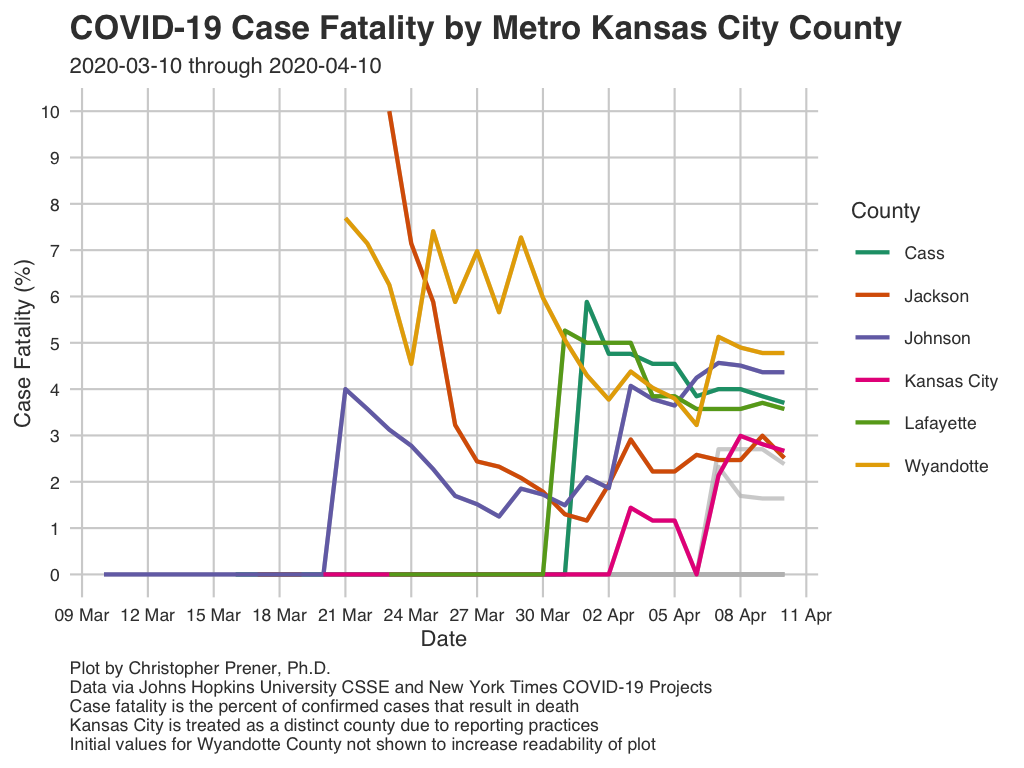 COVID-19 Case Fatality by Metro Kansas City County
2020-03-10 through 2020-04-10
Case Fatality (%)
10
9
8
7
6
5
4
3
2
1
0
09 Mar 12 Mar 15 Mar 18 Mar 21 Mar 24 Mar 27 Mar 30 Mar 02 Apr 05 Apr 08 Apr 11 Apr
Date
County
Cass
Jackson
Johnson
Kansas City
Lafayette
Wyandotte
Plot by Christopher Prener, Ph.D.
Data via Johns Hopkins University CSSE and New York Times COVID-19 Projects
Case fatality is the percent of confirmed cases that result in death
Kansas City is treated as a distinct county due to reporting practices
Initial values for Wyandotte County not shown to increase readability of plot